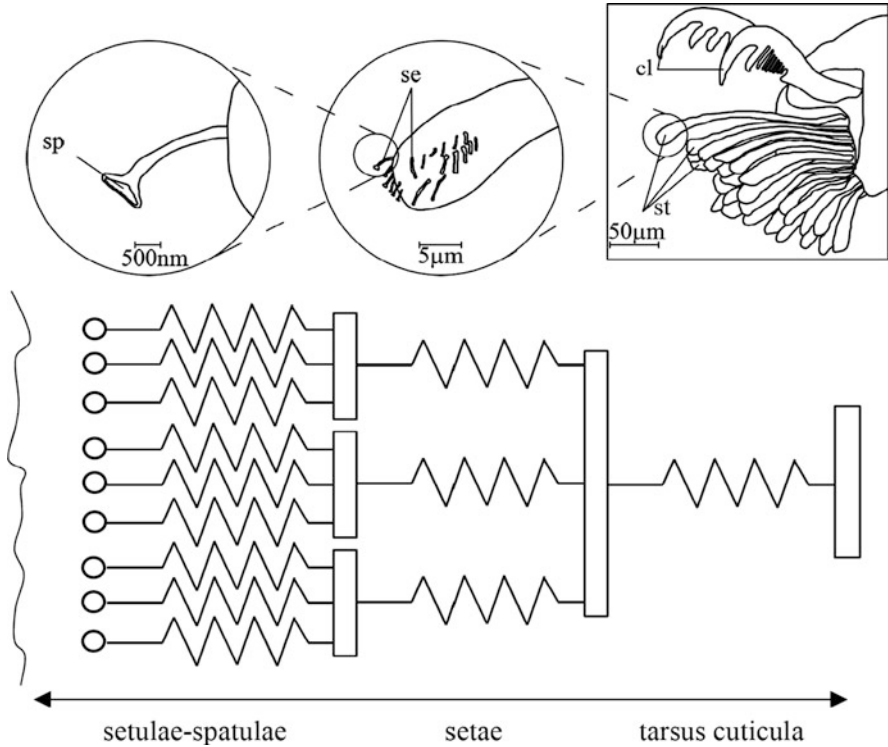 sp
500nm
se
5µm
cl
st
50µm
setulae-spatulae
setae
tarsus cuticula